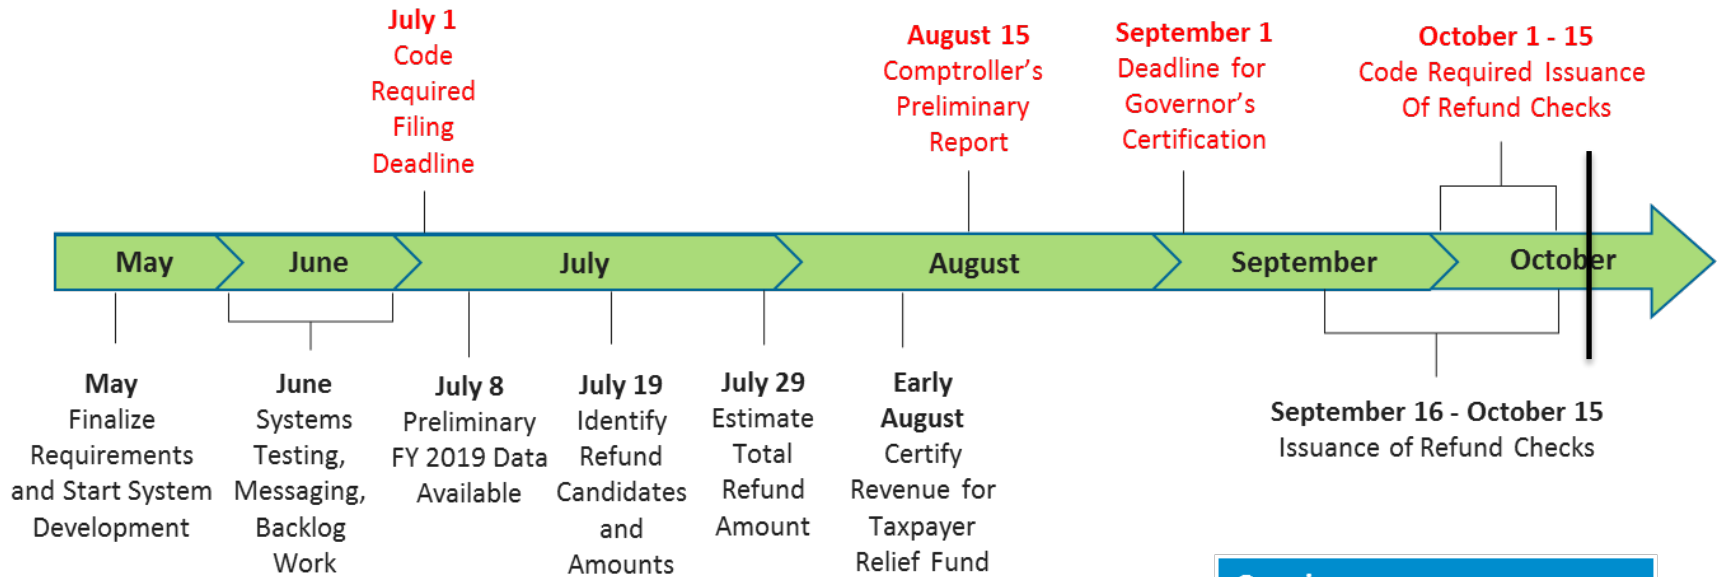 July 1
Code
Required
Filing
Deadline
August 15
Comptroller's
Preliminary
Report
September 1
Deadline for
Governor's
Certification
October 1 - 15
Code Required Issuance
Of Refund Checks
May
June
July
August
September
October
May
Finalize
Requirements
and Start System
Development
June
Systems
Testing,
Messaging,
Backlog
Work
July 8
Preliminary
FY 2019 Data
Available
July 19
Identify
Refund
Candidates
and
Amounts
July 29
Estimate
Total
Refund
Amount
Early
August
Certify
Revenue for
Taxpayer
Relief Fund
September 16 - October 15
Issuance of Refund Checks